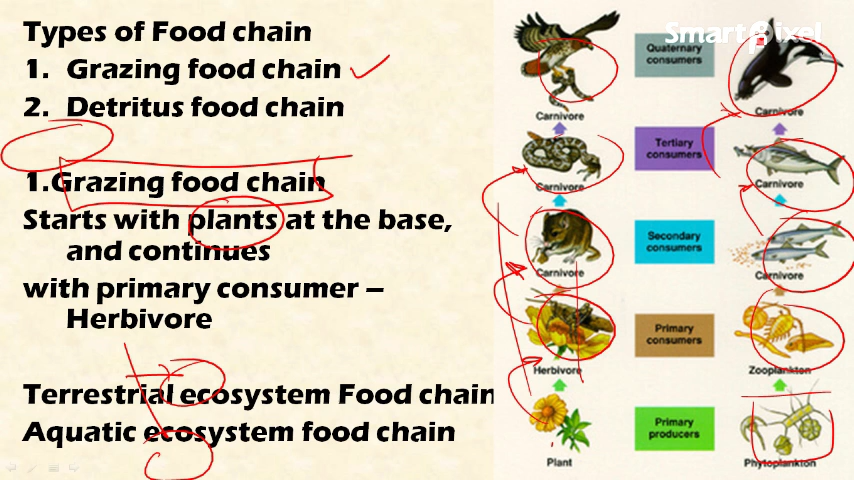 Types of Food chain
1. Grazing food chain
2. Detritus food chain
1.Grazing food chain
Starts with plants at the base,
and continues
with primary consumer –
Herbivore
Terrestrial ecosystem Food chain
Aquatic ecosystem food chain
SmartPixel
Quaternary
consumers
Carnivore
Carnivore
Tertiary
consumers
Carnivore
Carnivore
Secondary
consumers
Carnivore
Carnivore
Primary
consumers
Herbivore
Zooplankton
Primary
producers
Plant
Phytoplankton